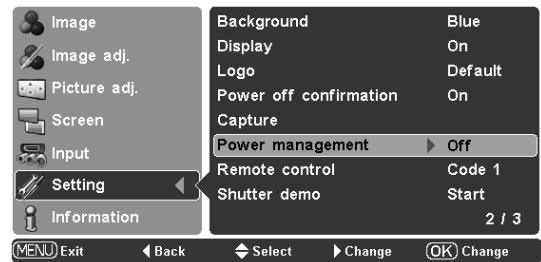 Image
Image adj.
Picture adj.
Screen
Input
Setting
Information
Background Blue
Display On
Logo Default
Power off confirmation On
Capture
Power management Off
Remote control Code 1
Shutter demo Start
2 / 3
MENU Exit Back Select Change OK Change